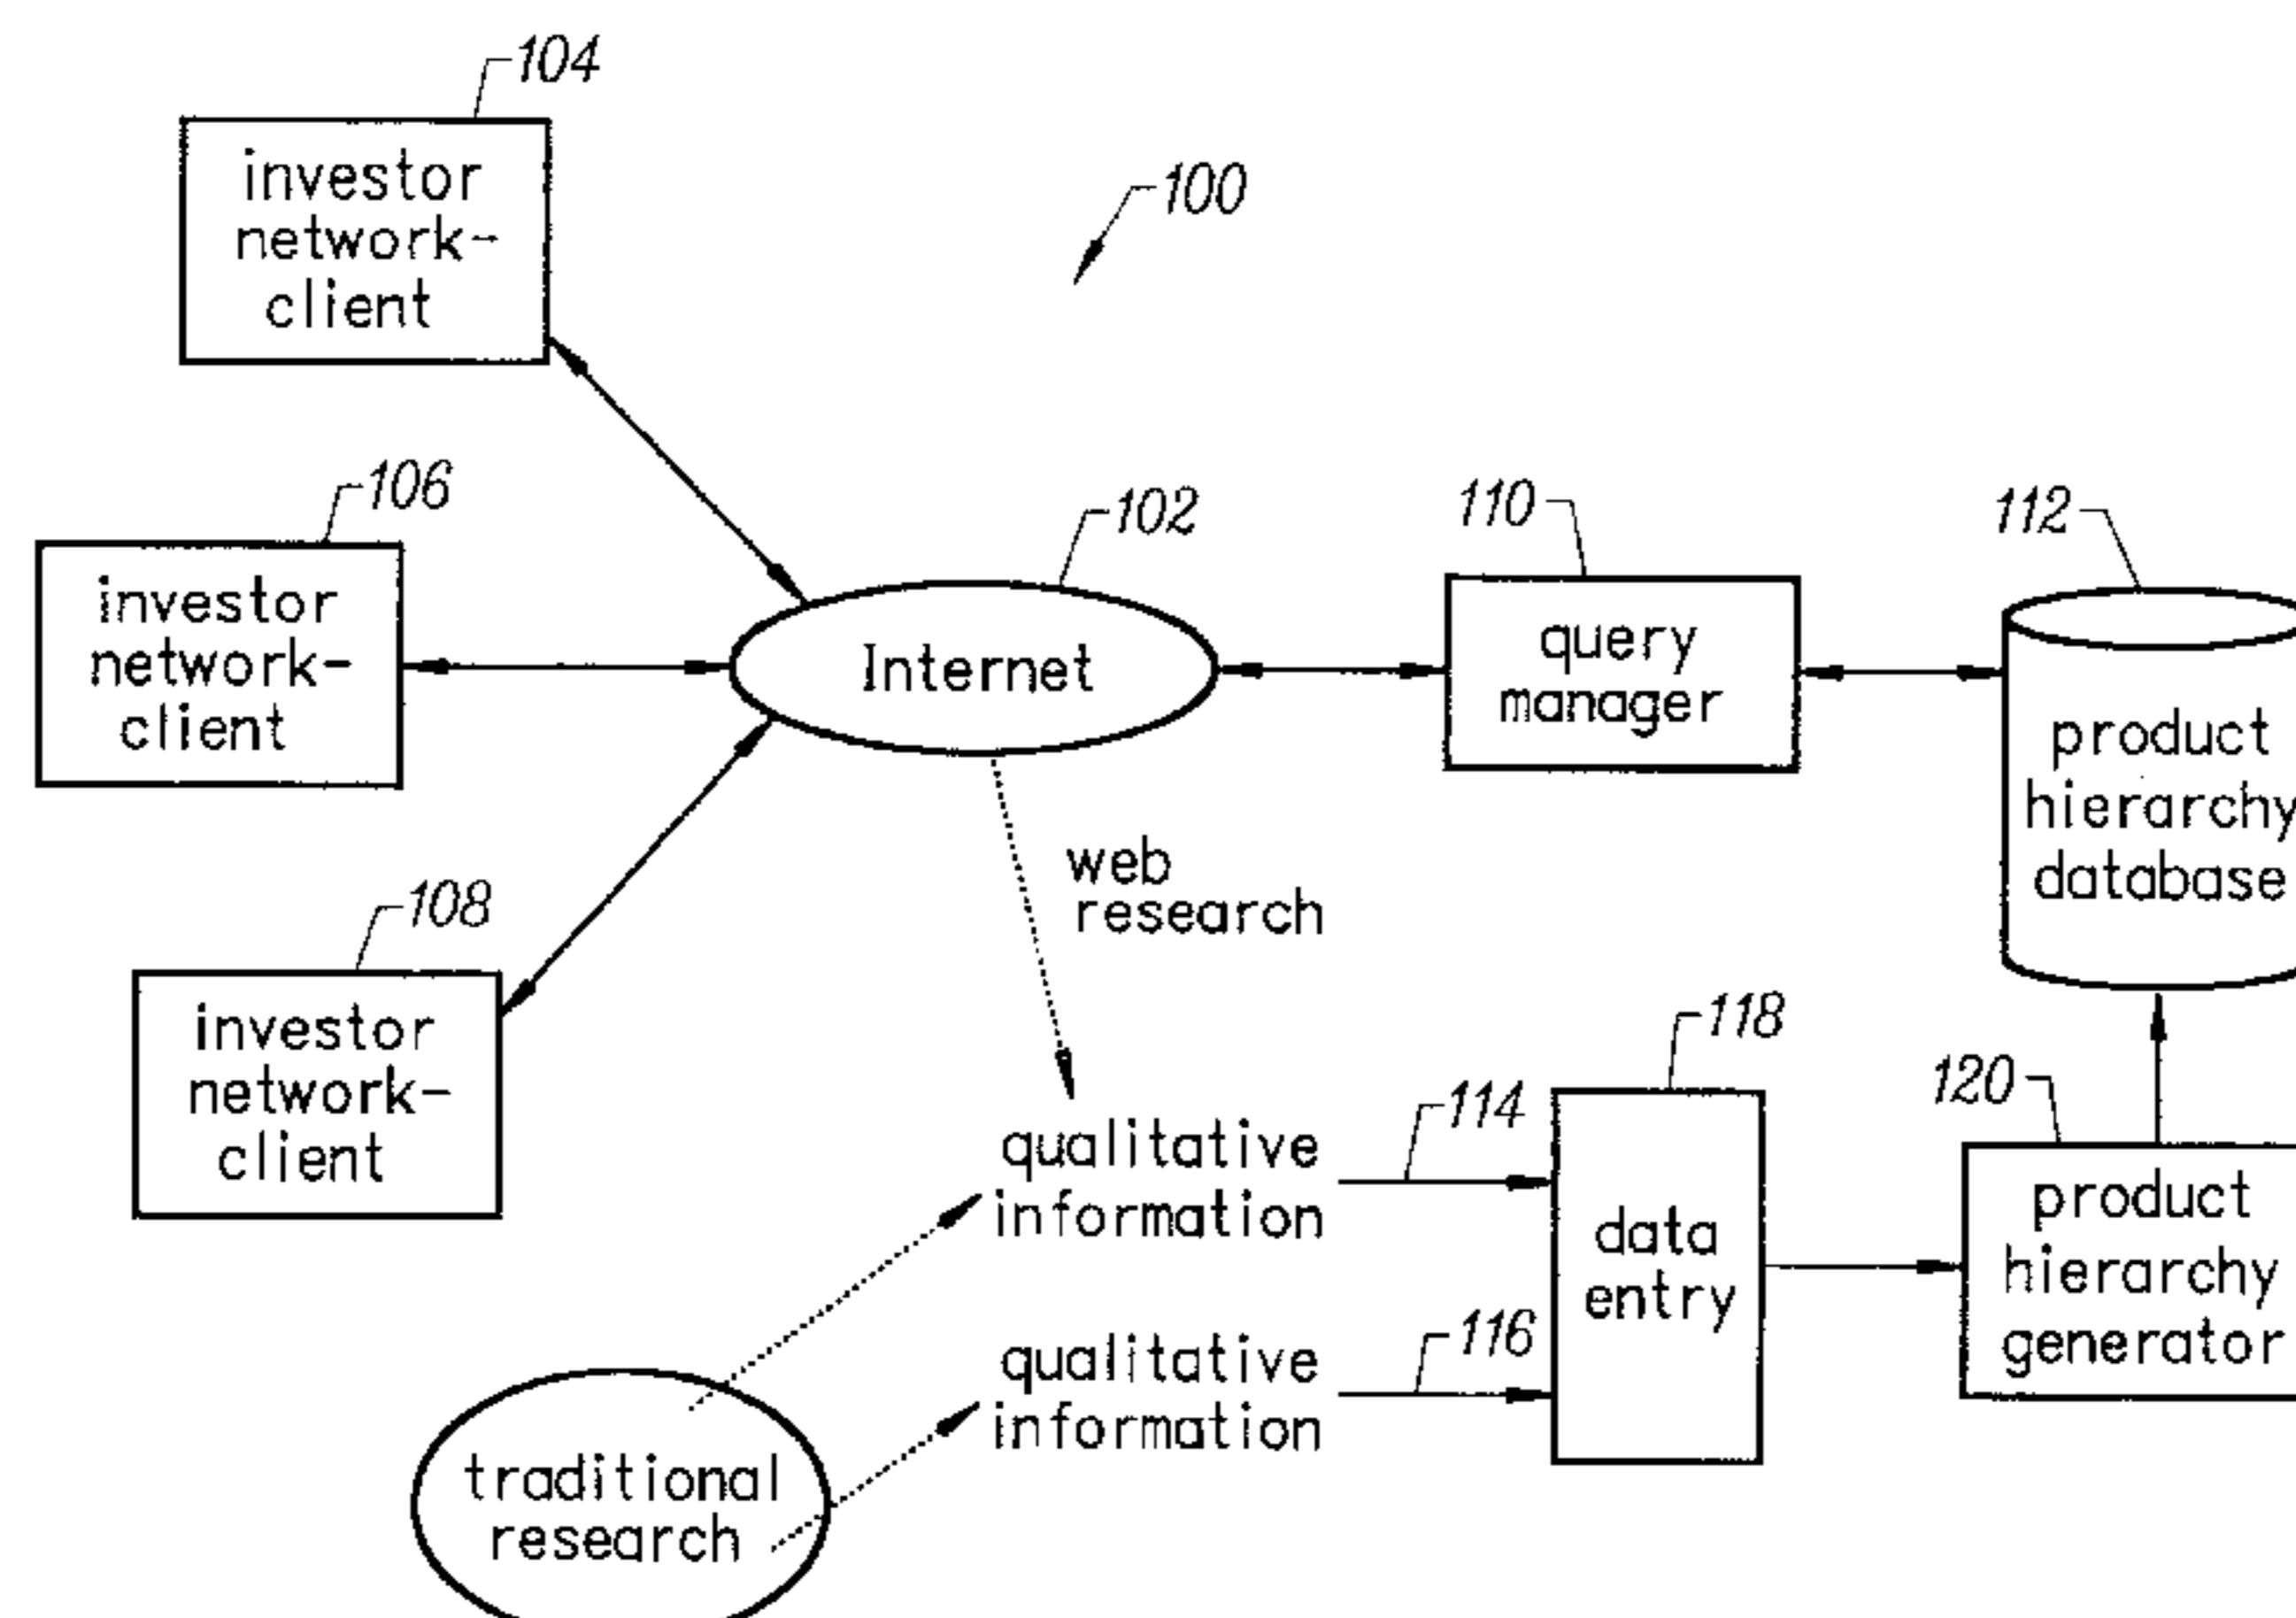 104
investor
network-
client
100
106
investor
network-
client
102
Internet
110
query
manager
112
product
hierarchy
database
web
research
108
investor
network-
client
qualitative
information
114
118
data
entry
120
product
hierarchy
generator
qualitative
information
116
traditional
research